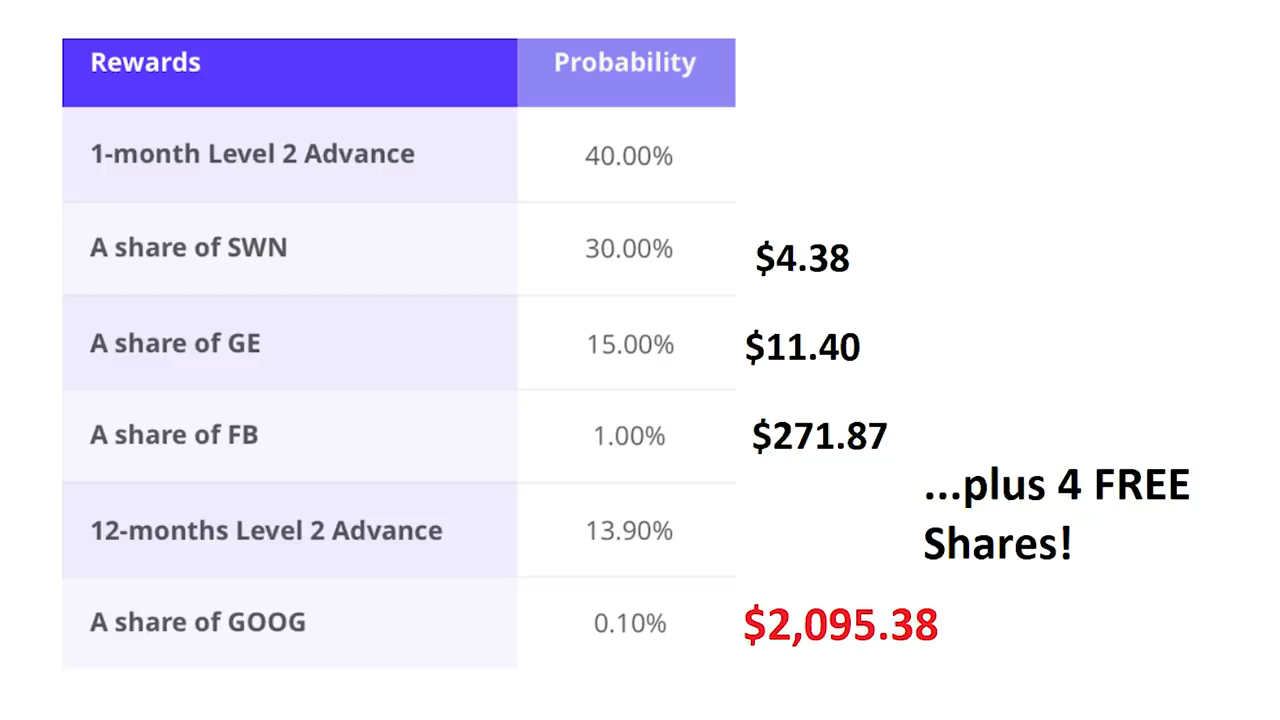 Rewards Probability
1-month Level 2 Advance 40.00%
A share of SWN 30.00% $4.38
A share of GE 15.00% $11.40
A share of FB 1.00% $271.87
...plus 4 FREE
Shares!
12-months Level 2 Advance 13.90%
A share of GOOG 0.10% $2,095.38